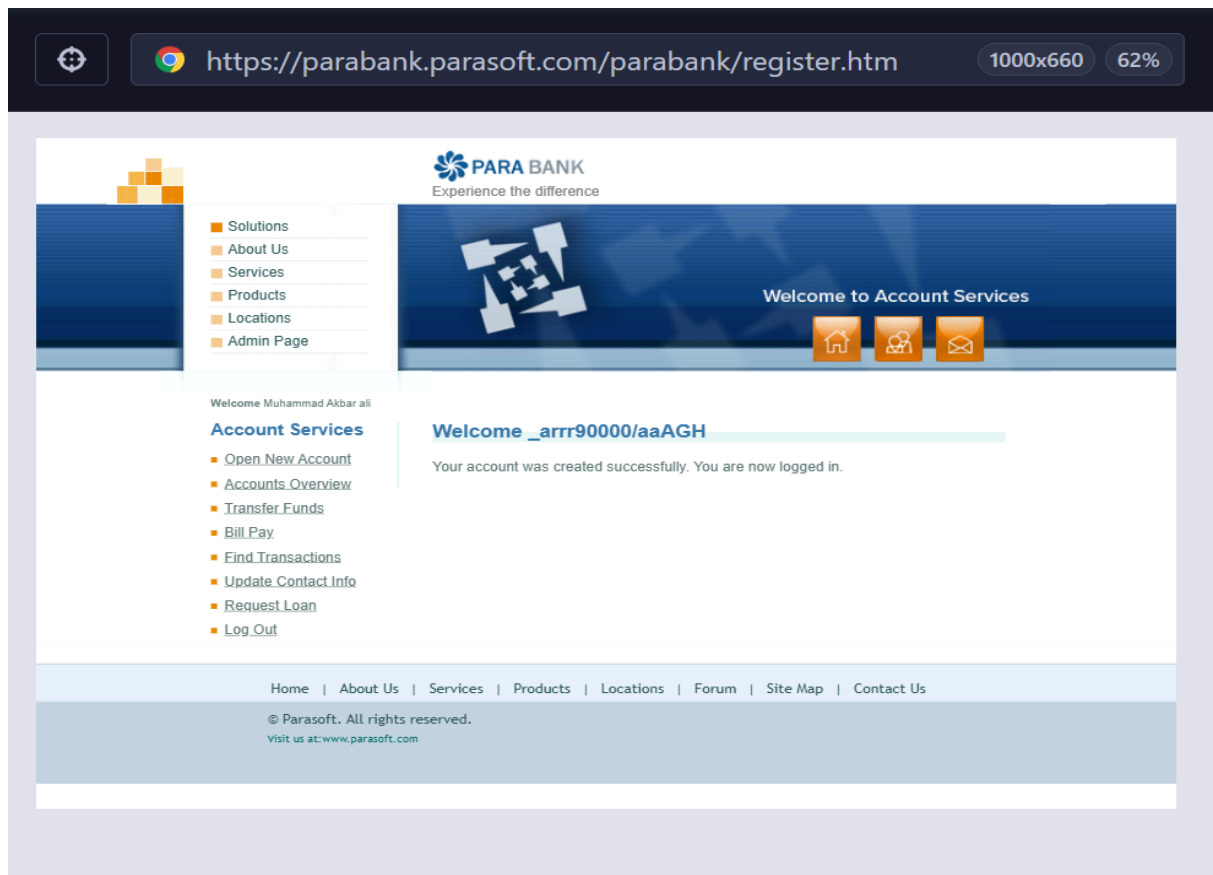 https://parabank.parasoft.com/parabank/register.htm 1000x660 62%
PARA BANK
Experience the difference
Solutions
About Us
Services
Products
Locations
Admin Page
Welcome to Account Services
Welcome Muhammad Akbar ali
Account Services
Open New Account
Accounts Overview
Transfer Funds
Bill Pay
Find Transactions
Update Contact Info
Request Loan
Log Out
Welcome _arrr90000/aaAGH
Your account was created successfully. You are now logged in.
Home | About Us | Services | Products | Locations | Forum | Site Map | Contact Us
© Parasoft. All rights reserved.
Visit us at:www.parasoft.com